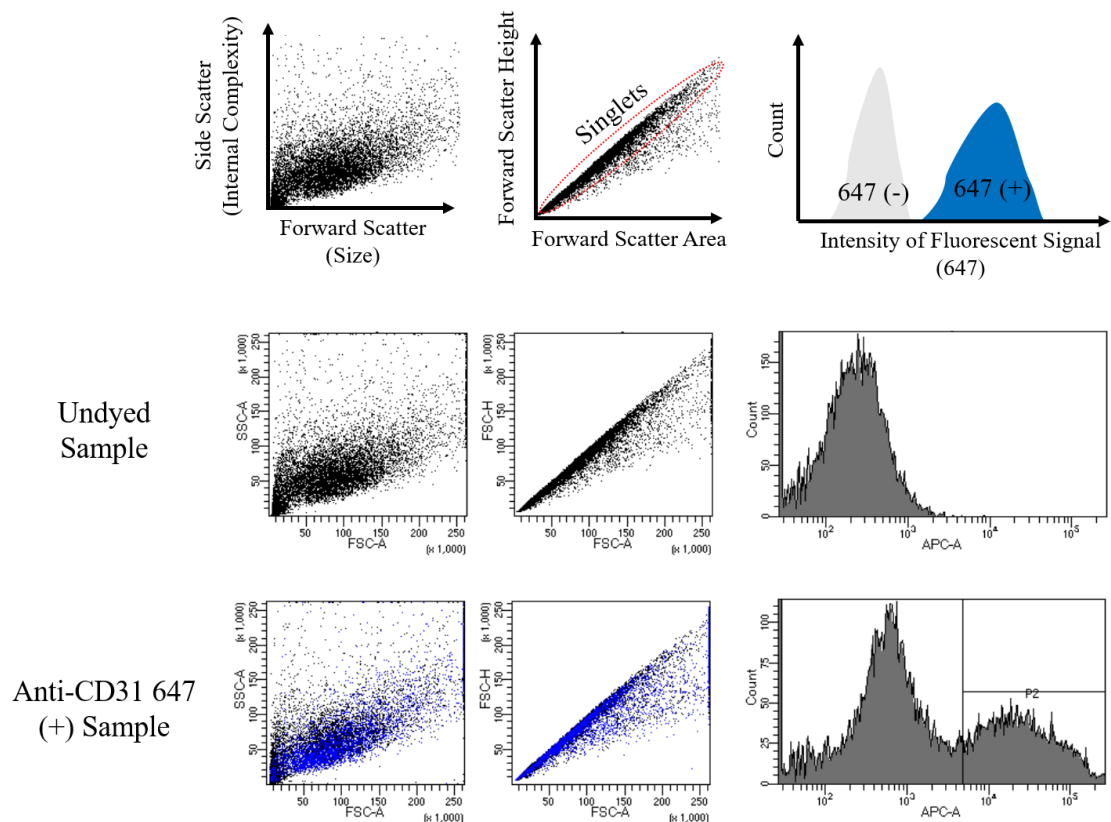 Side Scatter
(Internal Complexity)
Forward Scatter
(Size)
Forward Scatter Height
Singlets
Forward Scatter Area
Count
647 (-)
647 (+)
Intensity of Fluorescent Signal
(647)
Undyed
Sample
SSC-A
(x 1,000)
250
200
150
100
50
50 100 150 200 250
FSC-A
(x 1,000)
FSC-H
(x 1,000)
250
200
150
100
50
50 100 150 200 250
FSC-A
(x 1,000)
Count
150
100
50
0
10² 10³ 10⁴ 10⁵
APC-A
Anti-CD31 647
(+) Sample
SSC-A
(x 1,000)
250
200
150
100
50
50 100 150 200 250
FSC-A
(x 1,000)
FSC-H
(x 1,000)
250
200
150
100
50
50 100 150 200 250
FSC-A
(x 1,000)
Count
100
75
50
25
0
P2
10² 10³ 10⁴ 10⁵
APC-A